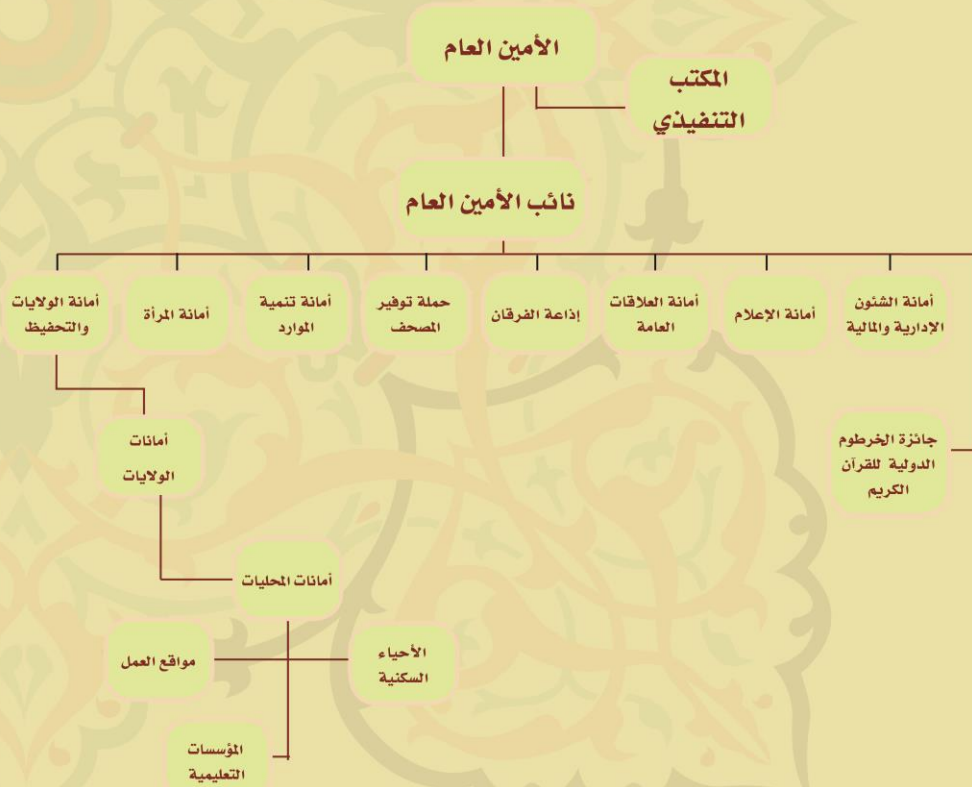 الأمين العام
المكتب
التنفيذي
نائب الأمين العام
أمانة الشئون
الإدارية والمالية
أمانة الإعلام
أمانة العلاقات
العامة
إذاعة الفرقان
حملة توفير
المصحف
أمانة تنمية
الموارد
أمانة المرأة
أمانة الولايات
والتحفيظ
جائزة الخرطوم
الدولية للقرآن
الكريم
أمانات
الولايات
أمانات المحليات
الأحياء
السكنية
مواقع العمل
المؤسسات
التعليمية